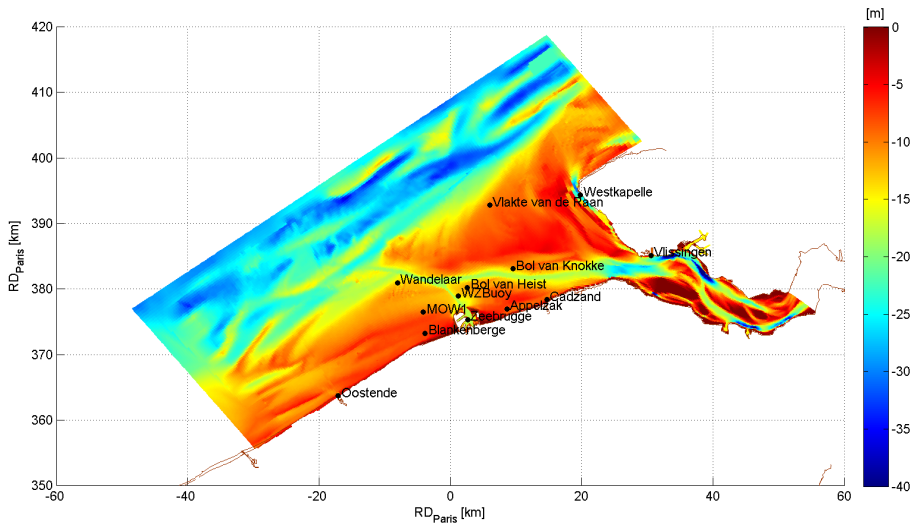 [m]
420
410
400
390
380
370
360
350
RD_Paris [km]
Westkapelle
Vlakte van de Raan
Vlissingen
Bol van Knokke
Wandelaar
Bol van Heist
WZBuoy
Cadzand
MOW1
Appelzak
Zeebrugge
Blankenberge
Oostende
-60
-40
-20
0
20
40
60
RD_Paris [km]
0
-5
-10
-15
-20
-25
-30
-35
-40